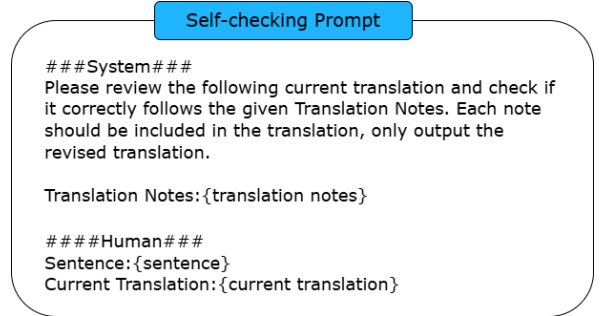 Self-checking Prompt
###System###
Please review the following current translation and check if
it correctly follows the given Translation Notes. Each note
should be included in the translation, only output the
revised translation.
Translation Notes:{translation notes}
####Human###
Sentence:{sentence}
Current Translation:{current translation}